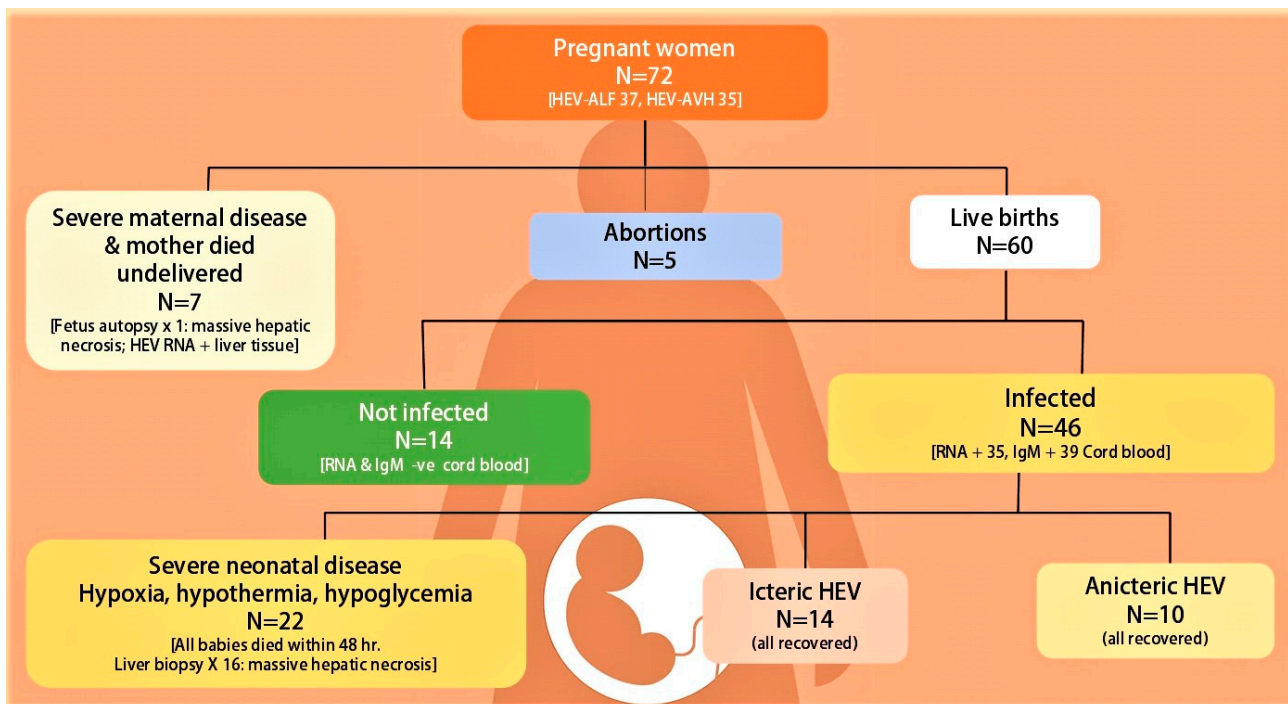 Pregnant women
N=72
[HEV-ALF 37, HEV-AVH 35]
Severe maternal disease
& mother died
undelivered
N=7
[Fetus autopsy x 1: massive hepatic
necrosis; HEV RNA + liver tissue]
Abortions
N=5
Live births
N=60
Not infected
N=14
[RNA & IgM -ve cord blood]
Infected
N=46
[RNA + 35, IgM + 39 Cord blood]
Severe neonatal disease
Hypoxia, hypothermia, hypoglycemia
N=22
[All babies died within 48 hr.
Liver biopsy X 16: massive hepatic necrosis]
Icteric HEV
N=14
(all recovered)
Anicteric HEV
N=10
(all recovered)